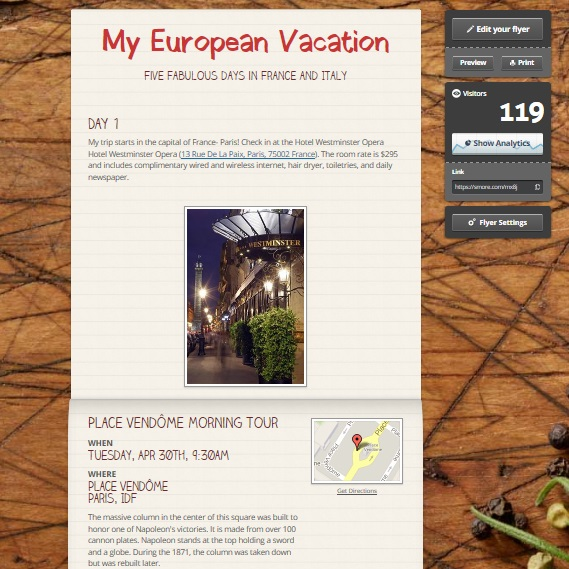 My European Vacation
FIVE FABULOUS DAYS IN FRANCE AND ITALY
DAY 1
My trip starts in the capital of France- Paris! Check in at the Hotel Westminster Opera
Hotel Westminster Opera (13 Rue De La Paix, Paris, 75002 France). The room rate is $295
and includes complimentary wired and wireless internet, hair dryer, toiletries, and daily
newspaper.
WESTMINSTER
PLACE VENDÔME MORNING TOUR
WHEN
TUESDAY, APR 30TH, 9:30AM
WHERE
PLACE VENDÔME
PARIS, IDF
The massive column in the center of this square was built to
honor one of Napoleon's victories. It is made from over 100
cannon plates. Napoleon stands at the top holding a sword
and a globe. During the 1871, the column was taken down
but was rebuilt later.
Get Directions
Edit your flyer
Preview
Print
Visitors
119
Show Analytics
Link
Flyer Settings